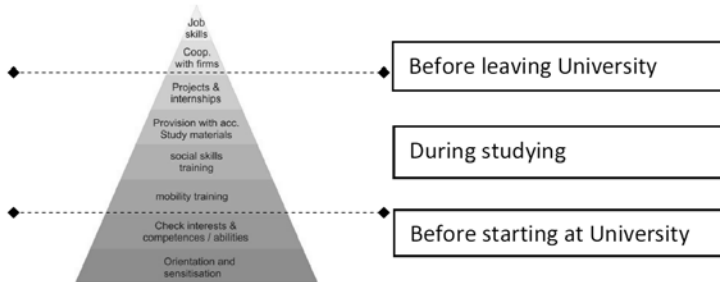 Job
skills
Coop.
with firms
Projects &
internships
Provision with acc.
Study materials
social skills
training
mobility training
Check interests &
competences / abilities
Orientation and
sensitisation
Before leaving University
During studying
Before starting at University